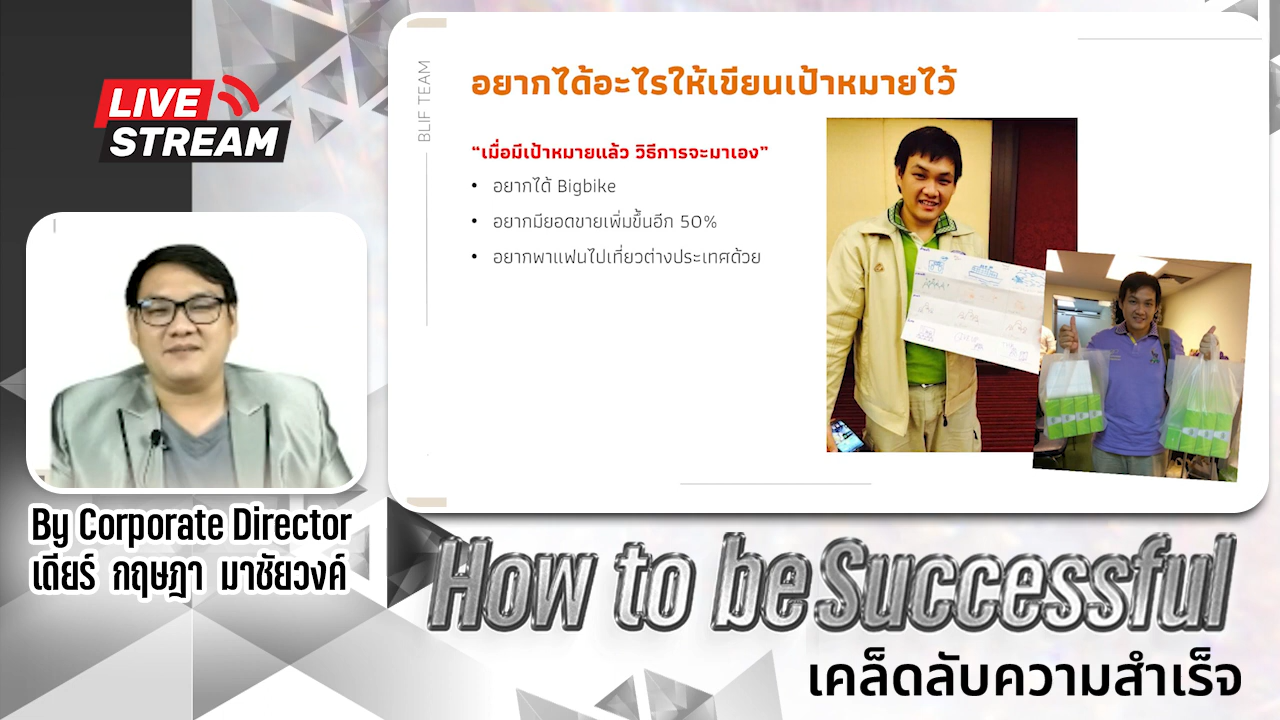 LIVE
STREAM
BLIF TEAM
อยากได้อะไรให้เขียนเป้าหมายไว้
“เมื่อมีเป้าหมายแล้ว วิธีการจะมาเอง”
• อยากได้ Bigbike
• อยากมียอดขายเพิ่มขึ้นอีก 50%
• อยากพาแฟนไปเที่ยวต่างประเทศด้วย
By Corporate Director
เดียร์ กฤษฎา มาชัยวงค์
How to be Successful
เคล็ดลับความสำเร็จ